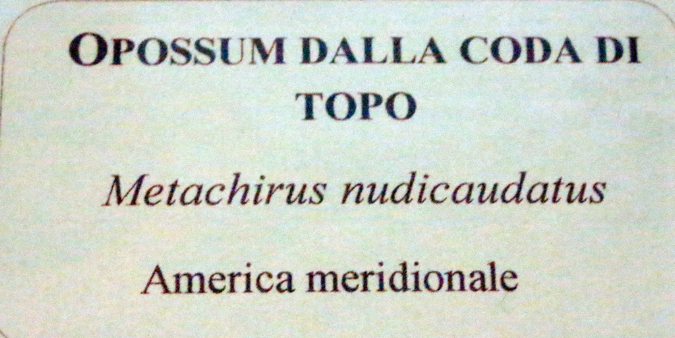 OPOSSUM DALLA CODA DI
TOPO
Metachirus nudicaudatus
America meridionale